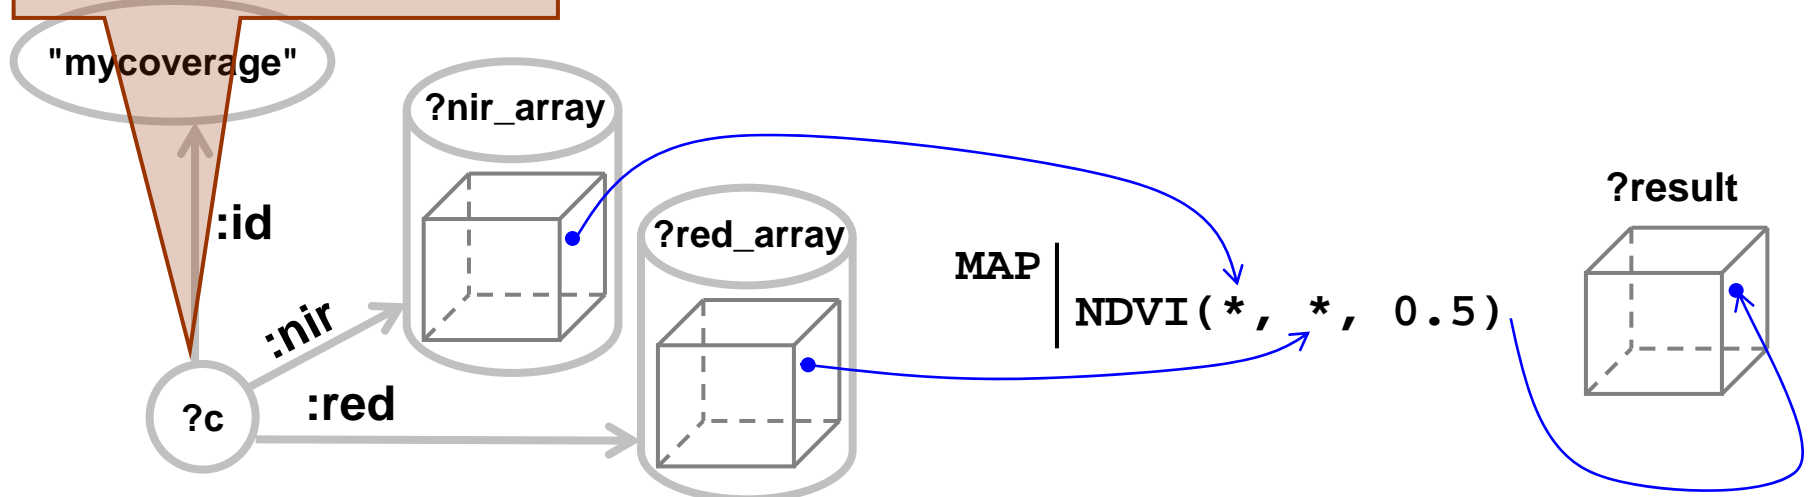 "mycoverage"
?nir_array
:id
?red_array
?result
MAP
NDVI(*, *, 0.5)
:nir
:red
?c